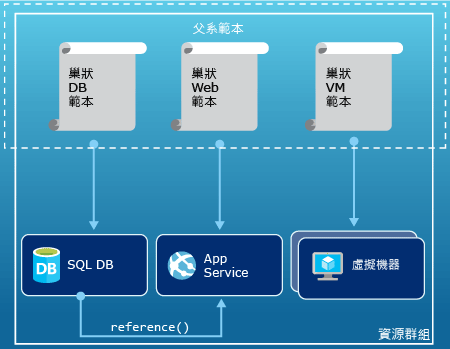 父系範本
巢狀
DB
範本
巢狀
Web
範本
巢狀
VM
範本
DB
SQL DB
App
Service
虛擬機器
reference()
資源群組